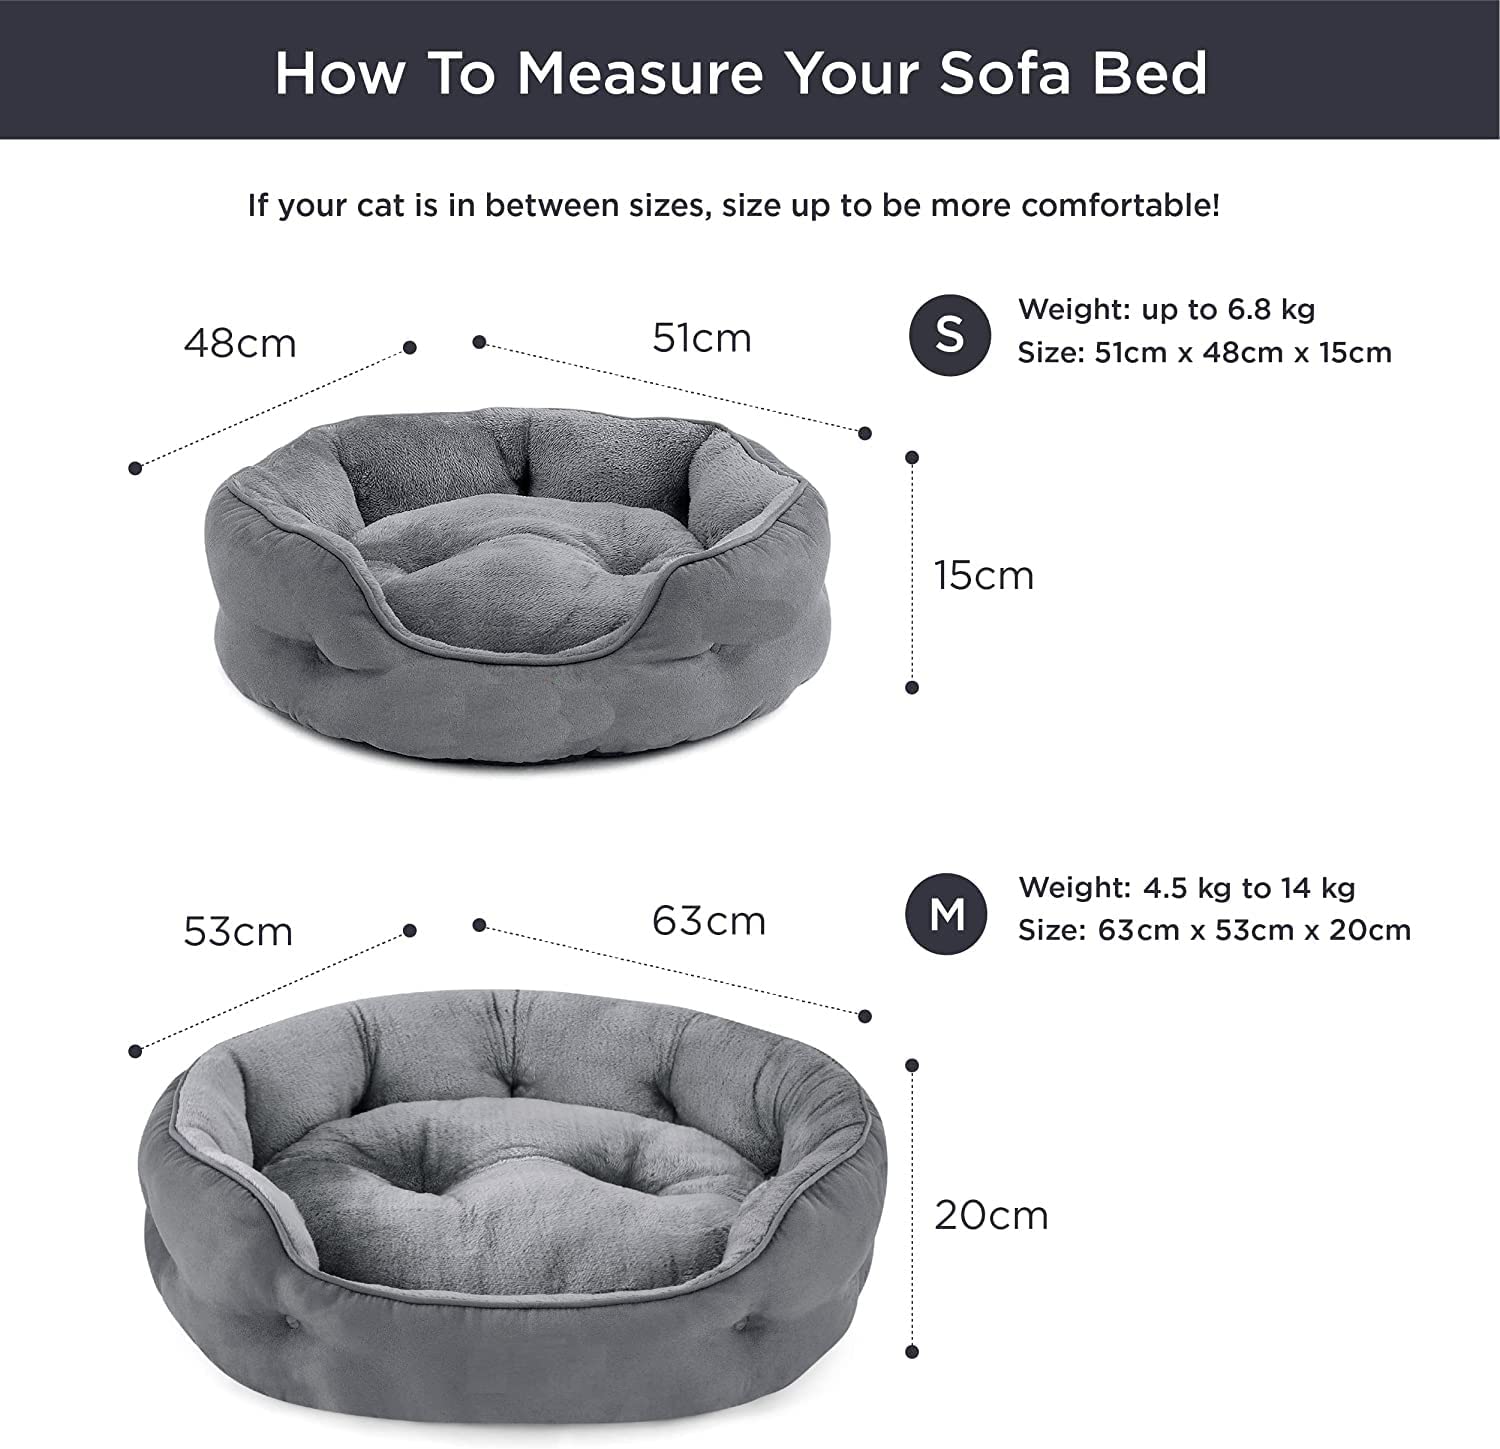 How To Measure Your Sofa Bed
If your cat is in between sizes, size up to be more comfortable!
48cm
51cm
S
Weight: up to 6.8 kg
Size: 51cm x 48cm x 15cm
15cm
53cm
63cm
M
Weight: 4.5 kg to 14 kg
Size: 63cm x 53cm x 20cm
20cm